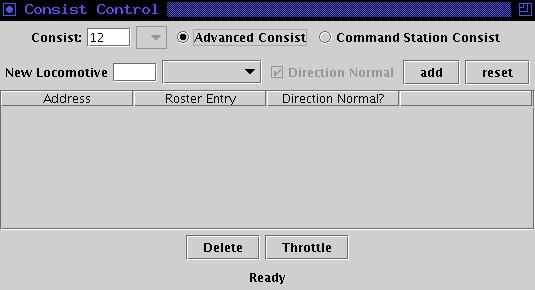 Consist Control
Consist: 12 Advanced Consist Command Station Consist
New Locomotive Direction Normal add reset
Address Roster Entry Direction Normal?
Delete Throttle
Ready